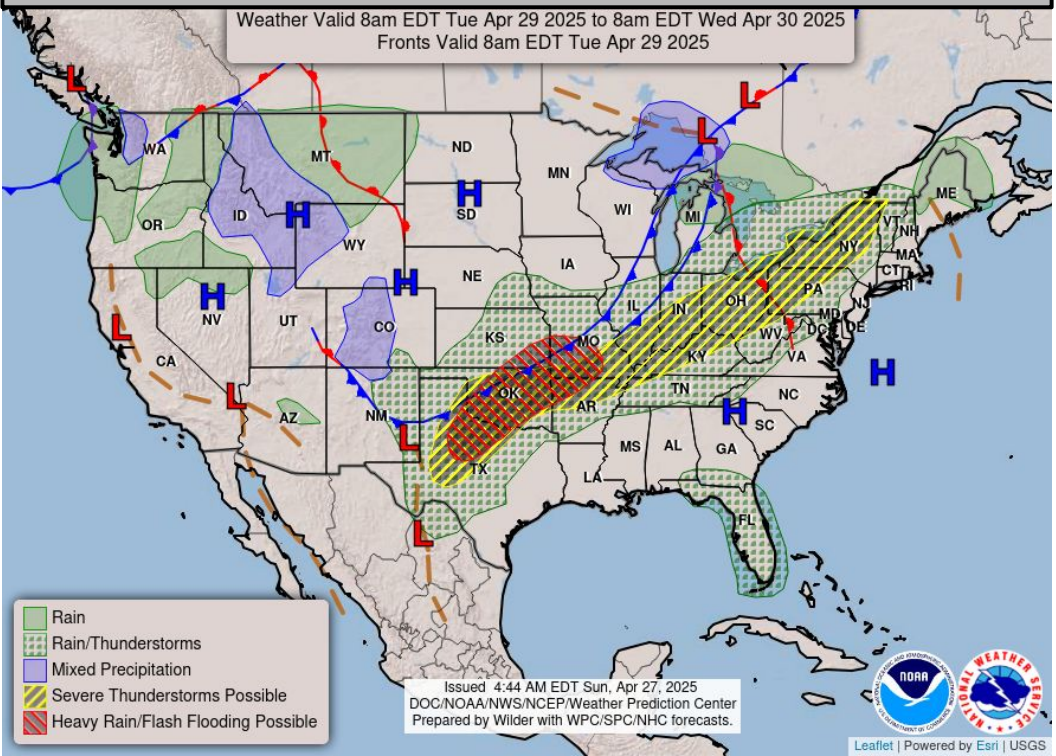 Weather Valid 8am EDT Tue Apr 29 2025 to 8am EDT Wed Apr 30 2025
Fronts Valid 8am EDT Tue Apr 29 2025
L
L
L
WA
MT
ND
MN
OR
ID
H
H
SD
WI
MI
ME
VT
NH
NY
MA
CT
RI
WY
IA
NE
H
H
NV
UT
CO
IL
IN
OH
PA
NJ
MD
DE
DC
WV
VA
L
CA
KS
MO
KY
H
L
AZ
NM
OK
AR
TN
NC
H
SC
L
TX
MS
AL
GA
LA
L
FL
Rain
Rain/Thunderstorms
Mixed Precipitation
Severe Thunderstorms Possible
Heavy Rain/Flash Flooding Possible
Issued 4:44 AM EDT Sun, Apr 27, 2025
DOC/NOAA/NWS/NCEP/Weather Prediction Center
Prepared by Wilder with WPC/SPC/NHC forecasts.
NOAA
NATIONAL WEATHER SERVICE
Leaflet | Powered by Esri | USGS